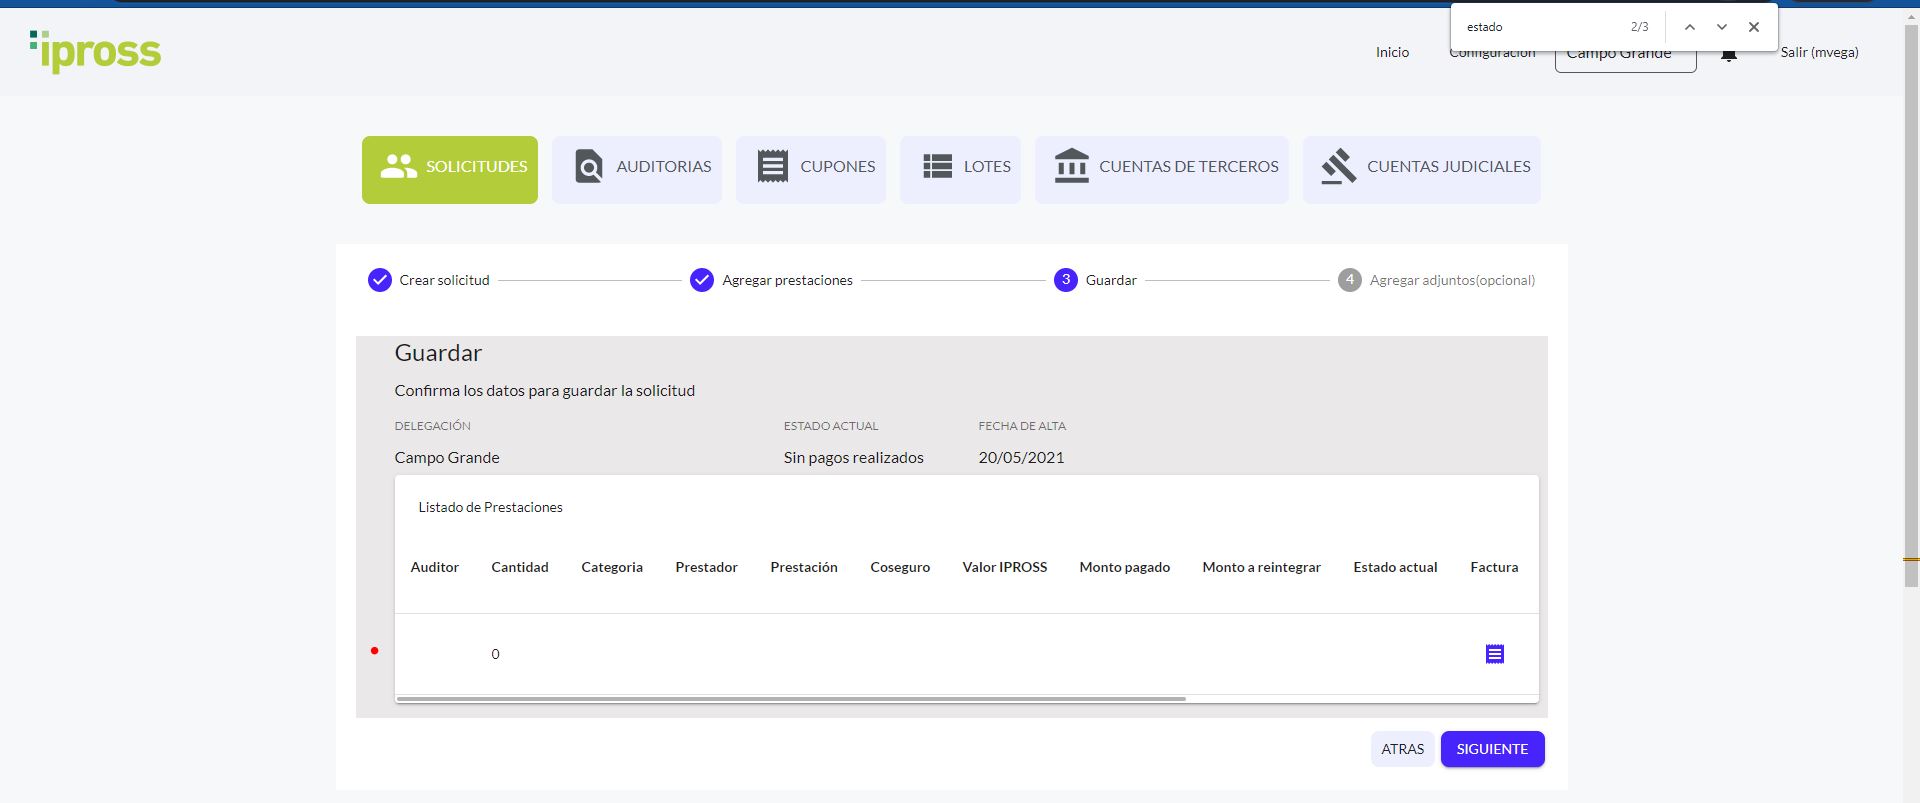 estado 2/3
ipross
Inicio Configuración Campo Grande Salir (mvega)
SOLICITUDES AUDITORIAS CUPONES LOTES CUENTAS DE TERCEROS CUENTAS JUDICIALES
Crear solicitud Agregar prestaciones 3 Guardar 4 Agregar adjuntos(opcional)
Guardar
Confirma los datos para guardar la solicitud
DELEGACIÓN ESTADO ACTUAL FECHA DE ALTA
Campo Grande Sin pagos realizados 20/05/2021
Listado de Prestaciones
Auditor Cantidad Categoria Prestador Prestación Coseguro Valor IPROSS Monto pagado Monto a reintegrar Estado actual Factura
0
ATRAS SIGUIENTE